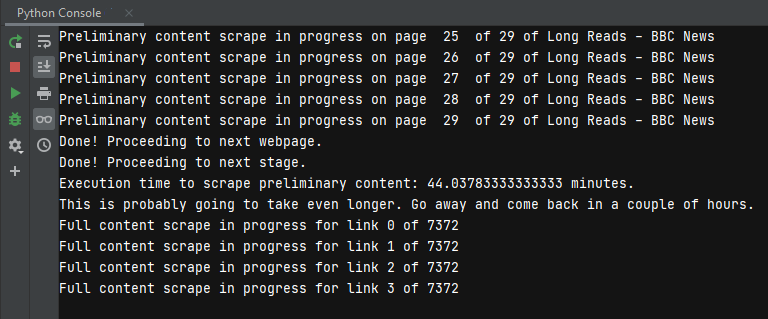 Python Console
Preliminary content scrape in progress on page  25  of 29 of Long Reads - BBC News
Preliminary content scrape in progress on page  26  of 29 of Long Reads - BBC News
Preliminary content scrape in progress on page  27  of 29 of Long Reads - BBC News
Preliminary content scrape in progress on page  28  of 29 of Long Reads - BBC News
Preliminary content scrape in progress on page  29  of 29 of Long Reads - BBC News
Done! Proceeding to next webpage.
Done! Proceeding to next stage.
Execution time to scrape preliminary content: 44.03783333333333 minutes.
This is probably going to take even longer. Go away and come back in a couple of hours.
Full content scrape in progress for link 0 of 7372
Full content scrape in progress for link 1 of 7372
Full content scrape in progress for link 2 of 7372
Full content scrape in progress for link 3 of 7372